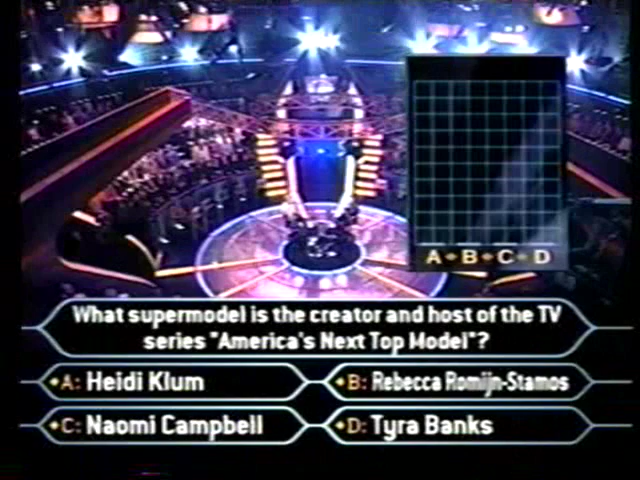 A B C D
What supermodel is the creator and host of the TV
series "America's Next Top Model"?
A: Heidi Klum
B: Rebecca Romijn-Stamos
C: Naomi Campbell
D: Tyra Banks